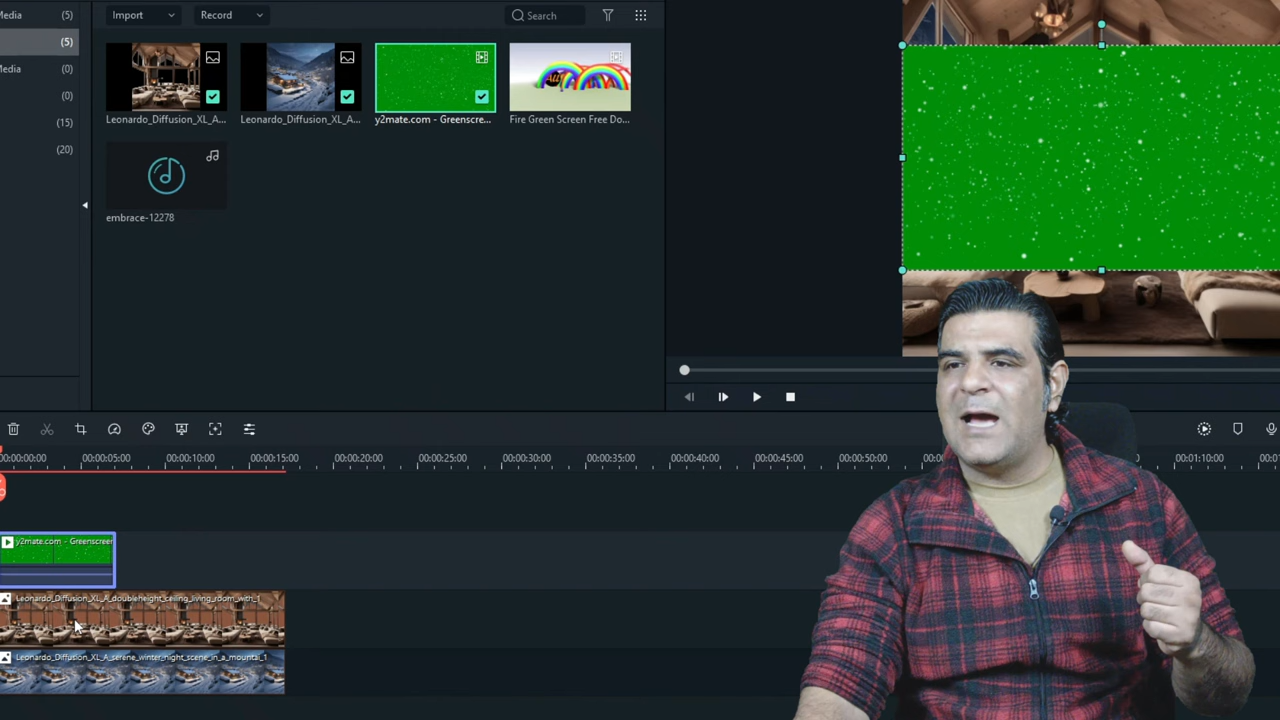 Media (5)
Import Record Search
(5)
Media (0)
(0)
(15)
(20)
Leonardo_Diffusion_XL_A... Leonardo_Diffusion_XL_A... y2mate.com - Greenscre... Fire Green Screen Free Do...
embrace-12278
00:00:00:00 00:00:05:00 00:00:10:00 00:00:15:00 00:00:20:00 00:00:25:00 00:00:30:00 00:00:35:00 00:00:40:00 00:00:45:00 00:00:50:00 00:01:10:00
y2mate.com - Greenscreen
Leonardo_Diffusion_XL_A_doubleheight_ceiling_living_room_with_1
Leonardo_Diffusion_XL_A_serene_winter_night_scene_in_a_mountai_1